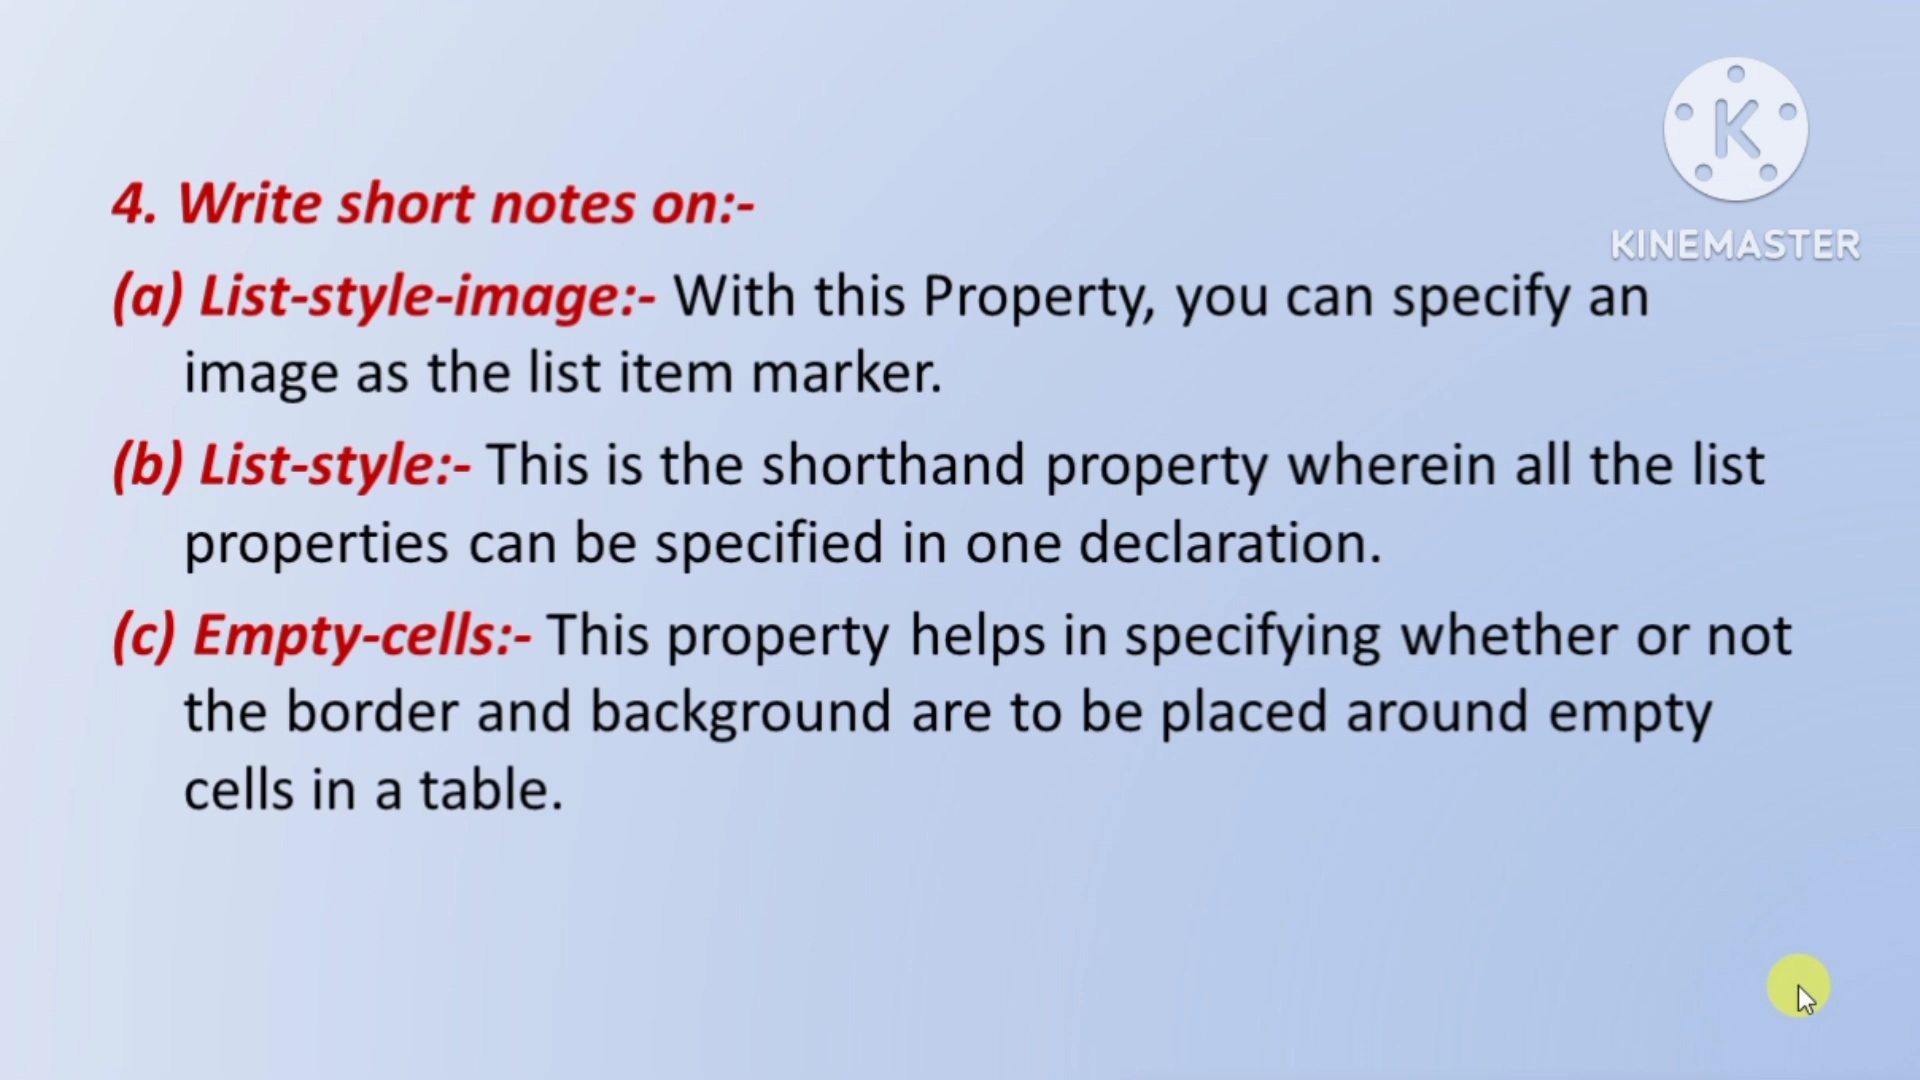 K
KINEMASTER
4. Write short notes on:-
(a) List-style-image:- With this Property, you can specify an
image as the list item marker.
(b) List-style:- This is the shorthand property wherein all the list
properties can be specified in one declaration.
(c) Empty-cells:- This property helps in specifying whether or not
the border and background are to be placed around empty
cells in a table.